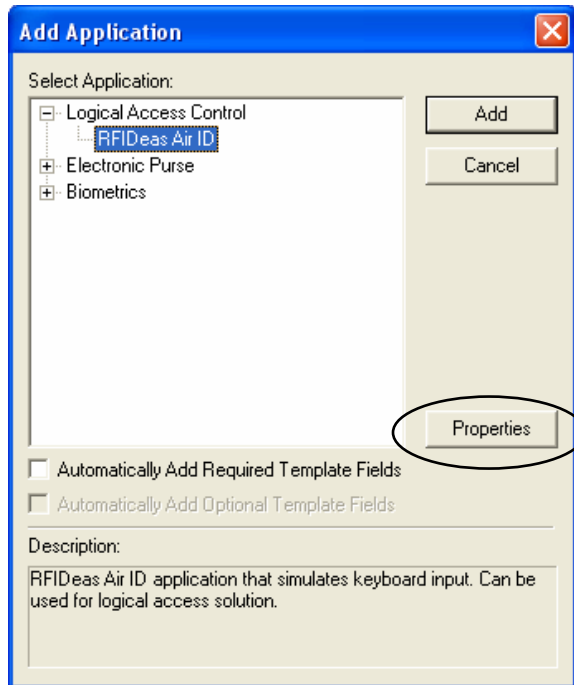 Add Application
Select Application:
Logical Access Control
RFIDeas Air ID
Electronic Purse
Biometrics
Add
Cancel
Properties
Automatically Add Required Template Fields
Automatically Add Optional Template Fields
Description:
RFIDeas Air ID application that simulates keyboard input. Can be
used for logical access solution.